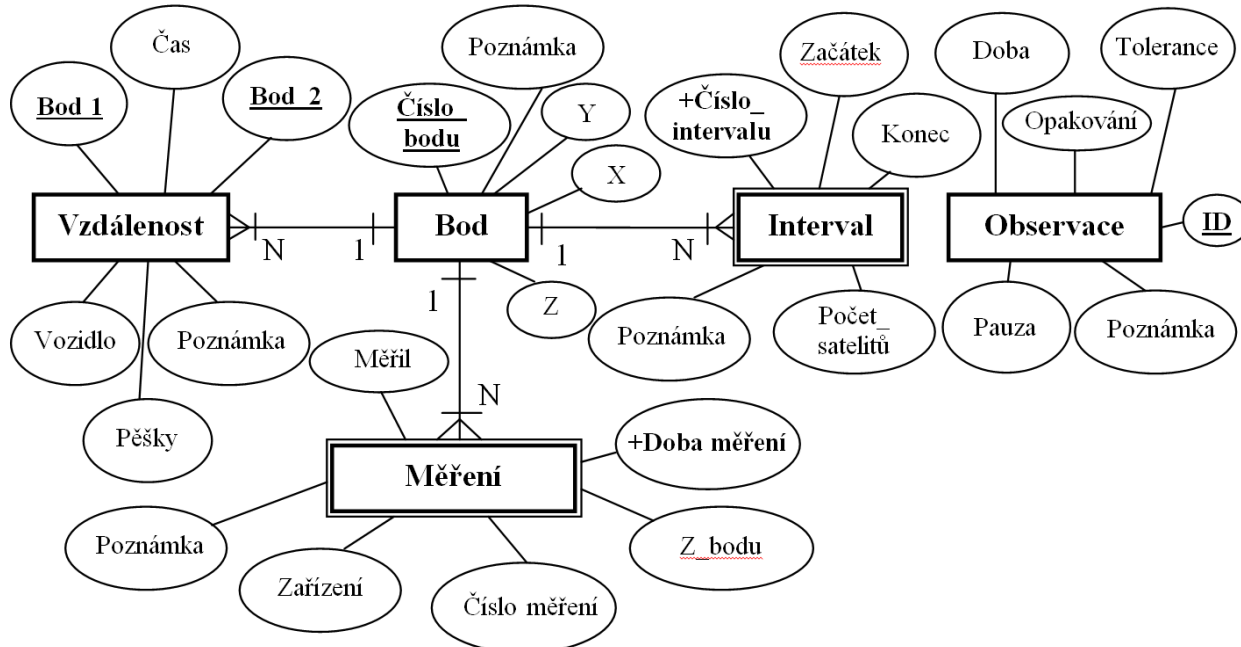 Čas
Poznámka
Začátek
Doba
Tolerance
Bod 1
Bod 2
Číslo_
bodu
Y
+Číslo_
intervalu
Konec
Opakování
X
Vzdálenost
N
1
Bod
1
N
Interval
Observace
ID
1
Z
Vozidlo
Poznámka
Měřil
Poznámka
Počet_
satelitů
Pauza
Poznámka
Pěšky
N
+Doba měření
Měření
Poznámka
Zařízení
Číslo měření
Z_bodu